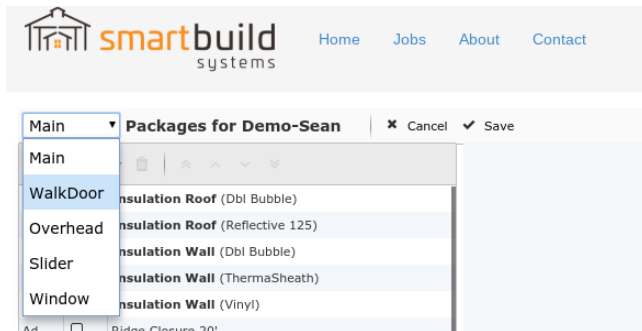 smartbuild
systems
Home Jobs About Contact
Main Packages for Demo-Sean Cancel Save
Main
WalkDoor
Overhead
Slider
Window
nsulation Roof (Dbl Bubble)
nsulation Roof (Reflective 125)
nsulation Wall (Dbl Bubble)
nsulation Wall (ThermaSheath)
nsulation Wall (Vinyl)
Ad Ridge Closure 20'